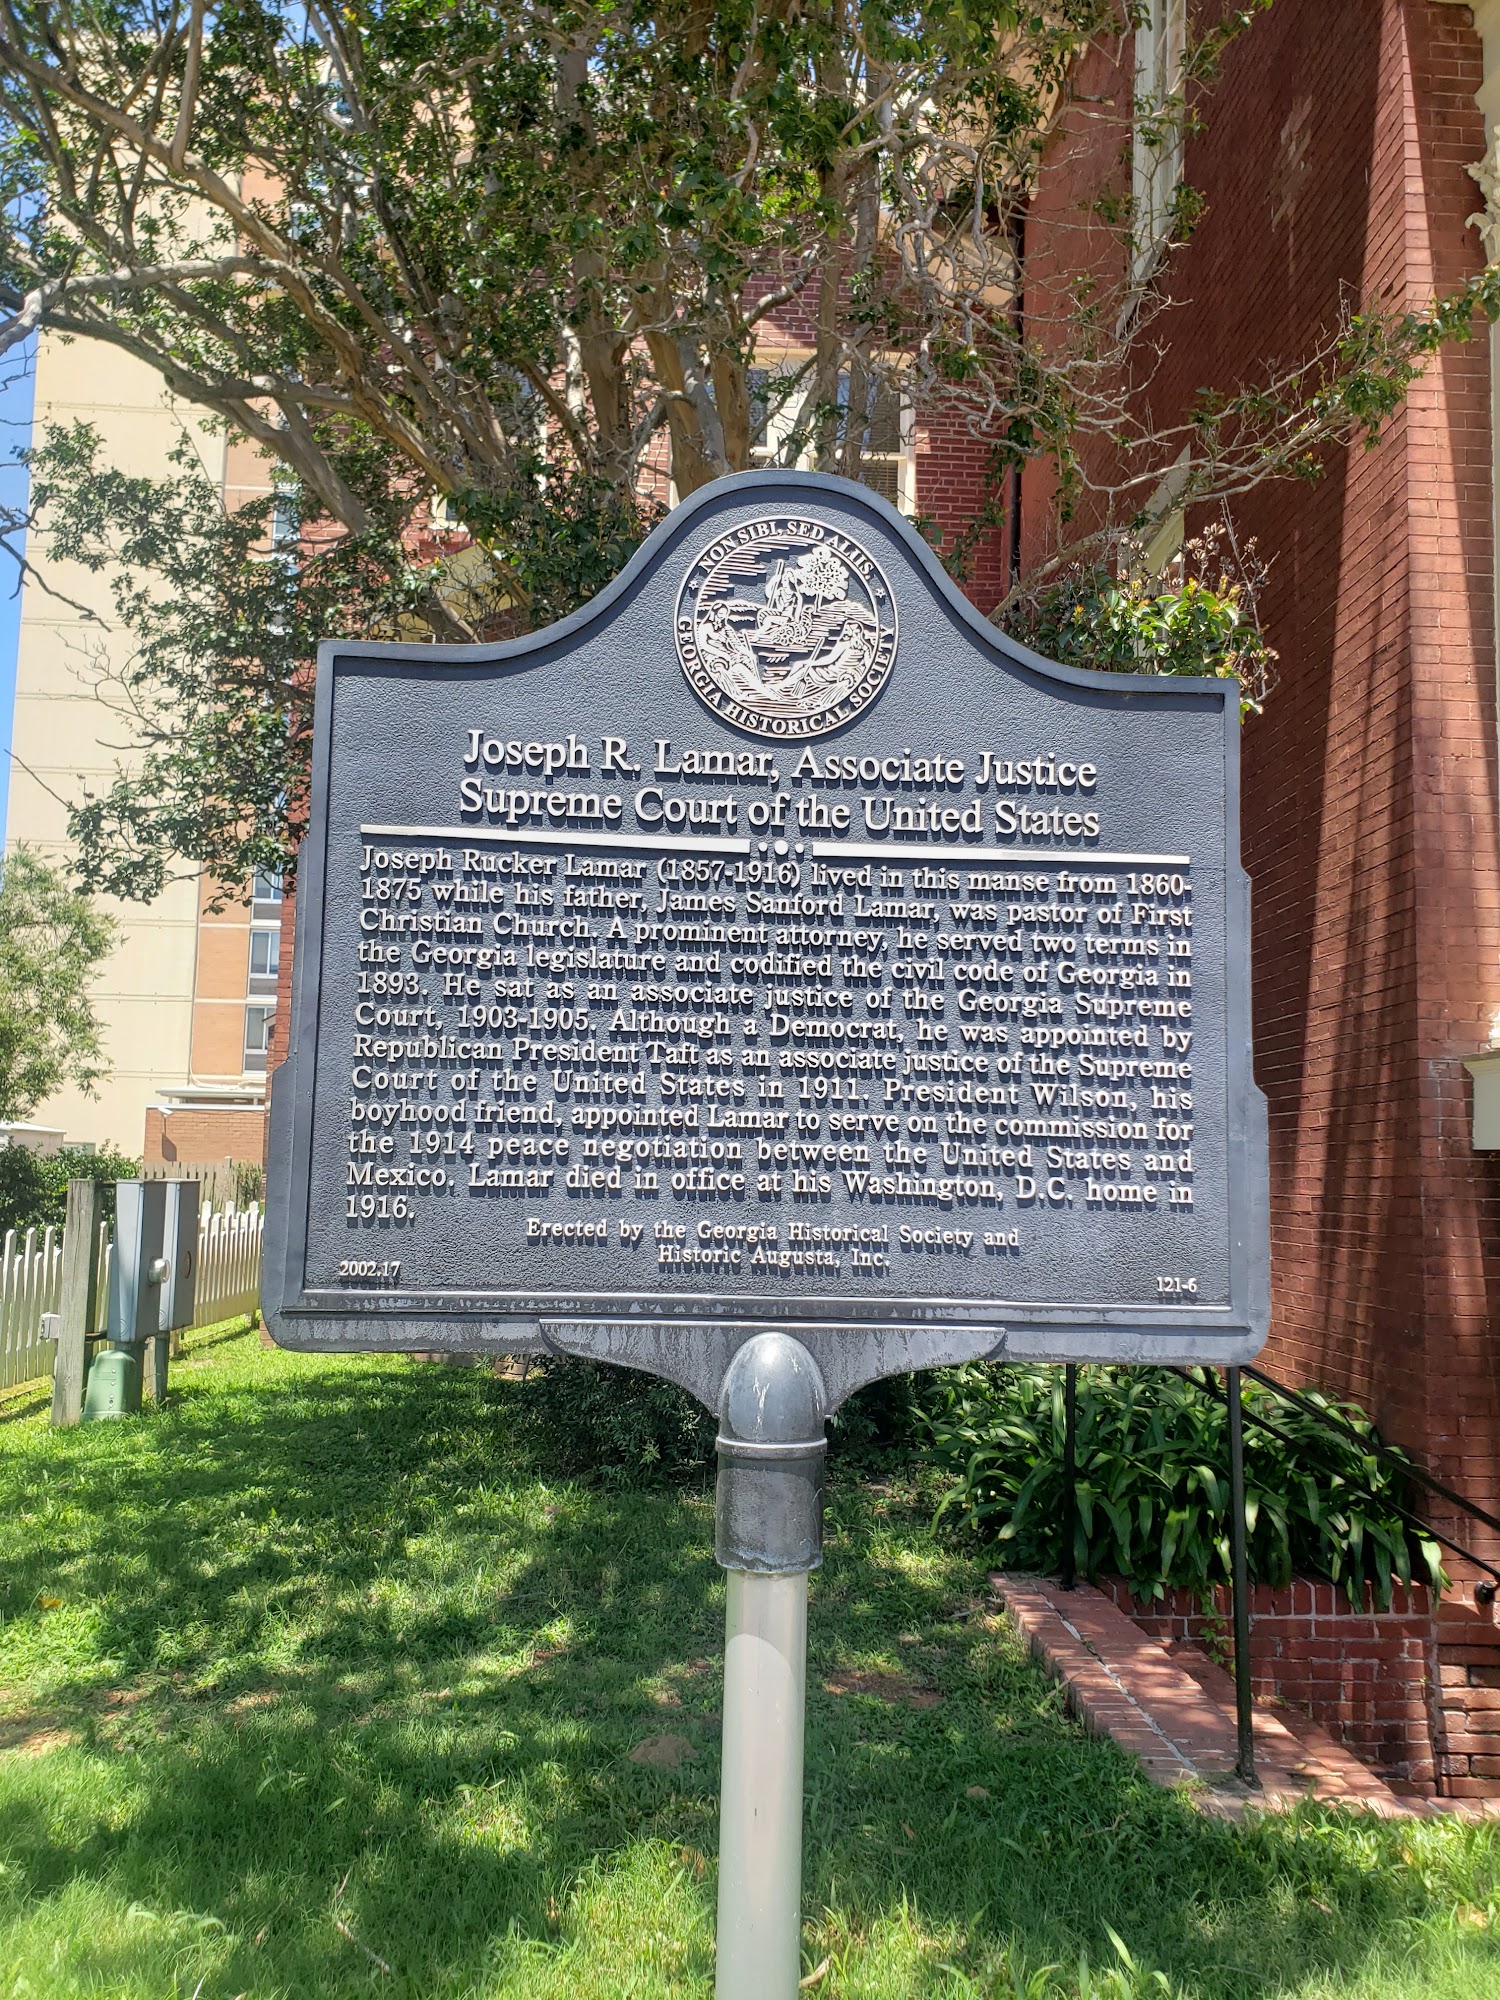 NON SIBI, SED ALIIS
GEORGIA HISTORICAL SOCIETY
Joseph R. Lamar, Associate Justice
Supreme Court of the United States
Joseph Rucker Lamar (1857-1916) lived in this manse from 1860-
1875 while his father, James Sanford Lamar, was pastor of First
Christian Church. A prominent attorney, he served two terms in
the Georgia legislature and codified the civil code of Georgia in
1893. He sat as an associate justice of the Georgia Supreme
Court, 1903-1905. Although a Democrat, he was appointed by
Republican President Taft as an associate justice of the Supreme
Court of the United States in 1911. President Wilson, his
boyhood friend, appointed Lamar to serve on the commission for
the 1914 peace negotiation between the United States and
Mexico. Lamar died in office at his Washington, D.C. home in
1916.
Erected by the Georgia Historical Society and
Historic Augusta, Inc.
2002.17
121-6